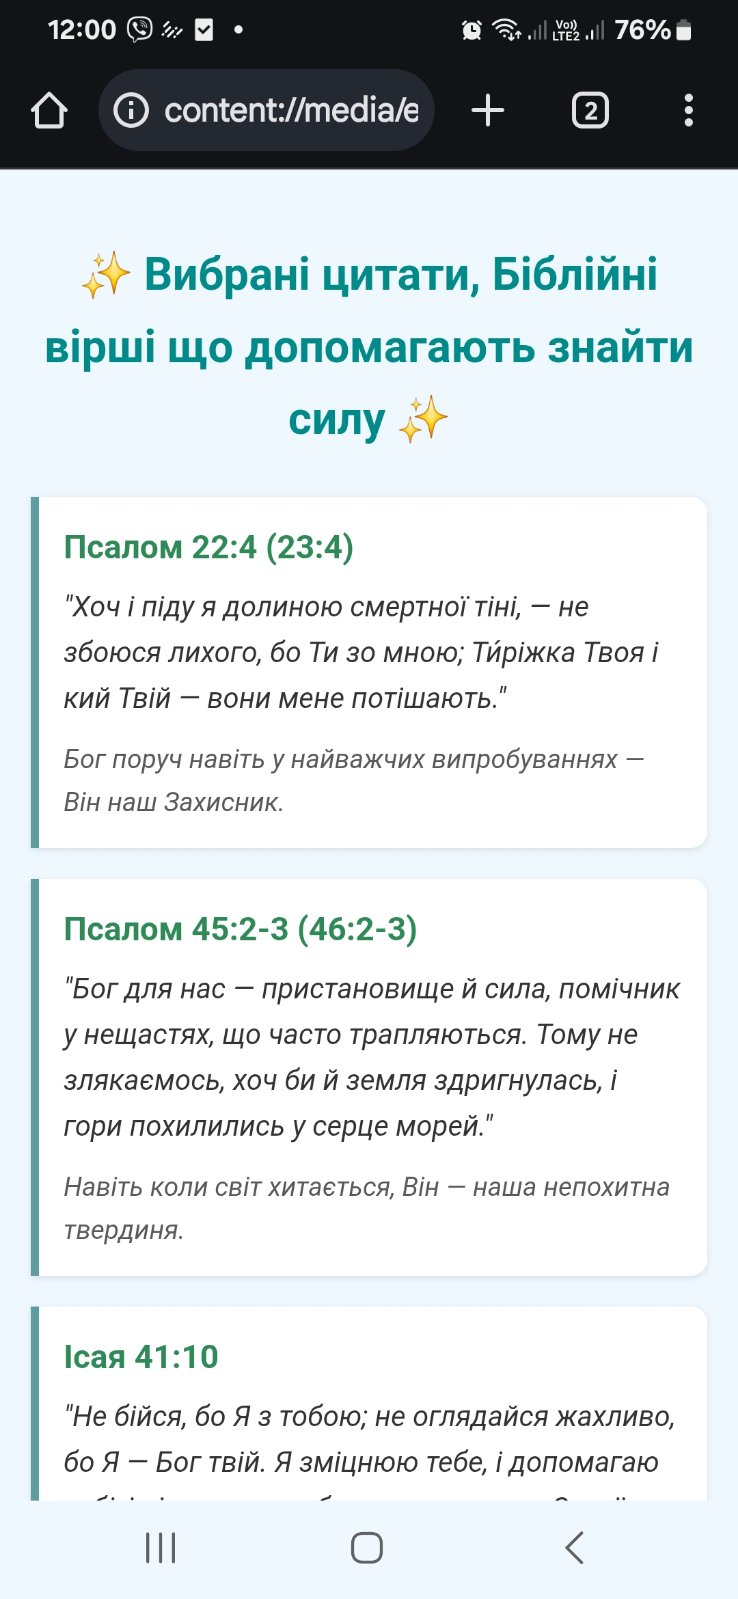 12:00
Vo)) LTE2
76%
content://media/e
2
✨ Вибрані цитати, Біблійні
вірші що допомагають знайти
силу ✨
Псалом 22:4 (23:4)
"Хоч і піду я долиною смертної тіні, — не
збоюся лихого, бо Ти зо мною; Ти́ріжка Твоя і
кий Твій — вони мене потішають."
Бог поруч навіть у найважчих випробуваннях —
Він наш Захисник.
Псалом 45:2-3 (46:2-3)
"Бог для нас — пристановище й сила, помічник
у нещастях, що часто трапляються. Тому не
злякаємось, хоч би й земля здригнулась, і
гори похилились у серце морей."
Навіть коли світ хитається, Він — наша непохитна
твердиня.
Ісая 41:10
"Не бійся, бо Я з тобою; не оглядайся жахливо,
бо Я — Бог твій. Я зміцнюю тебе, і допомагаю